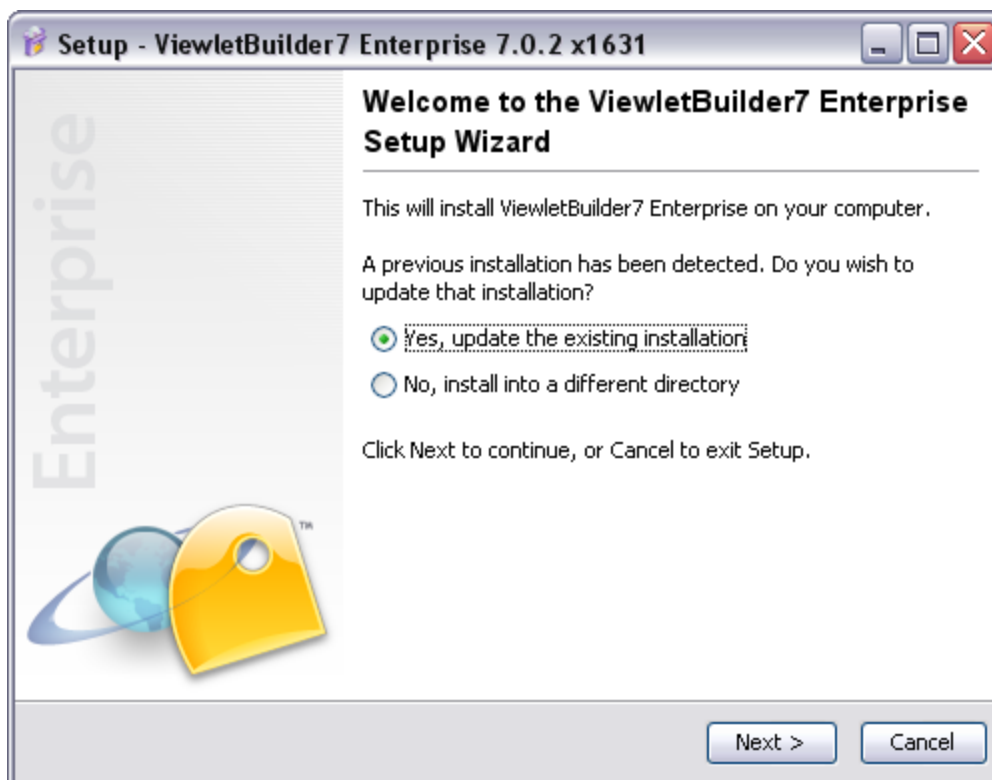 Setup - ViewletBuilder7 Enterprise 7.0.2 x1631
Enterprise
Welcome to the ViewletBuilder7 Enterprise
Setup Wizard
This will install ViewletBuilder7 Enterprise on your computer.
A previous installation has been detected. Do you wish to
update that installation?
Yes, update the existing installation
No, install into a different directory
Click Next to continue, or Cancel to exit Setup.
TM
Next >
Cancel